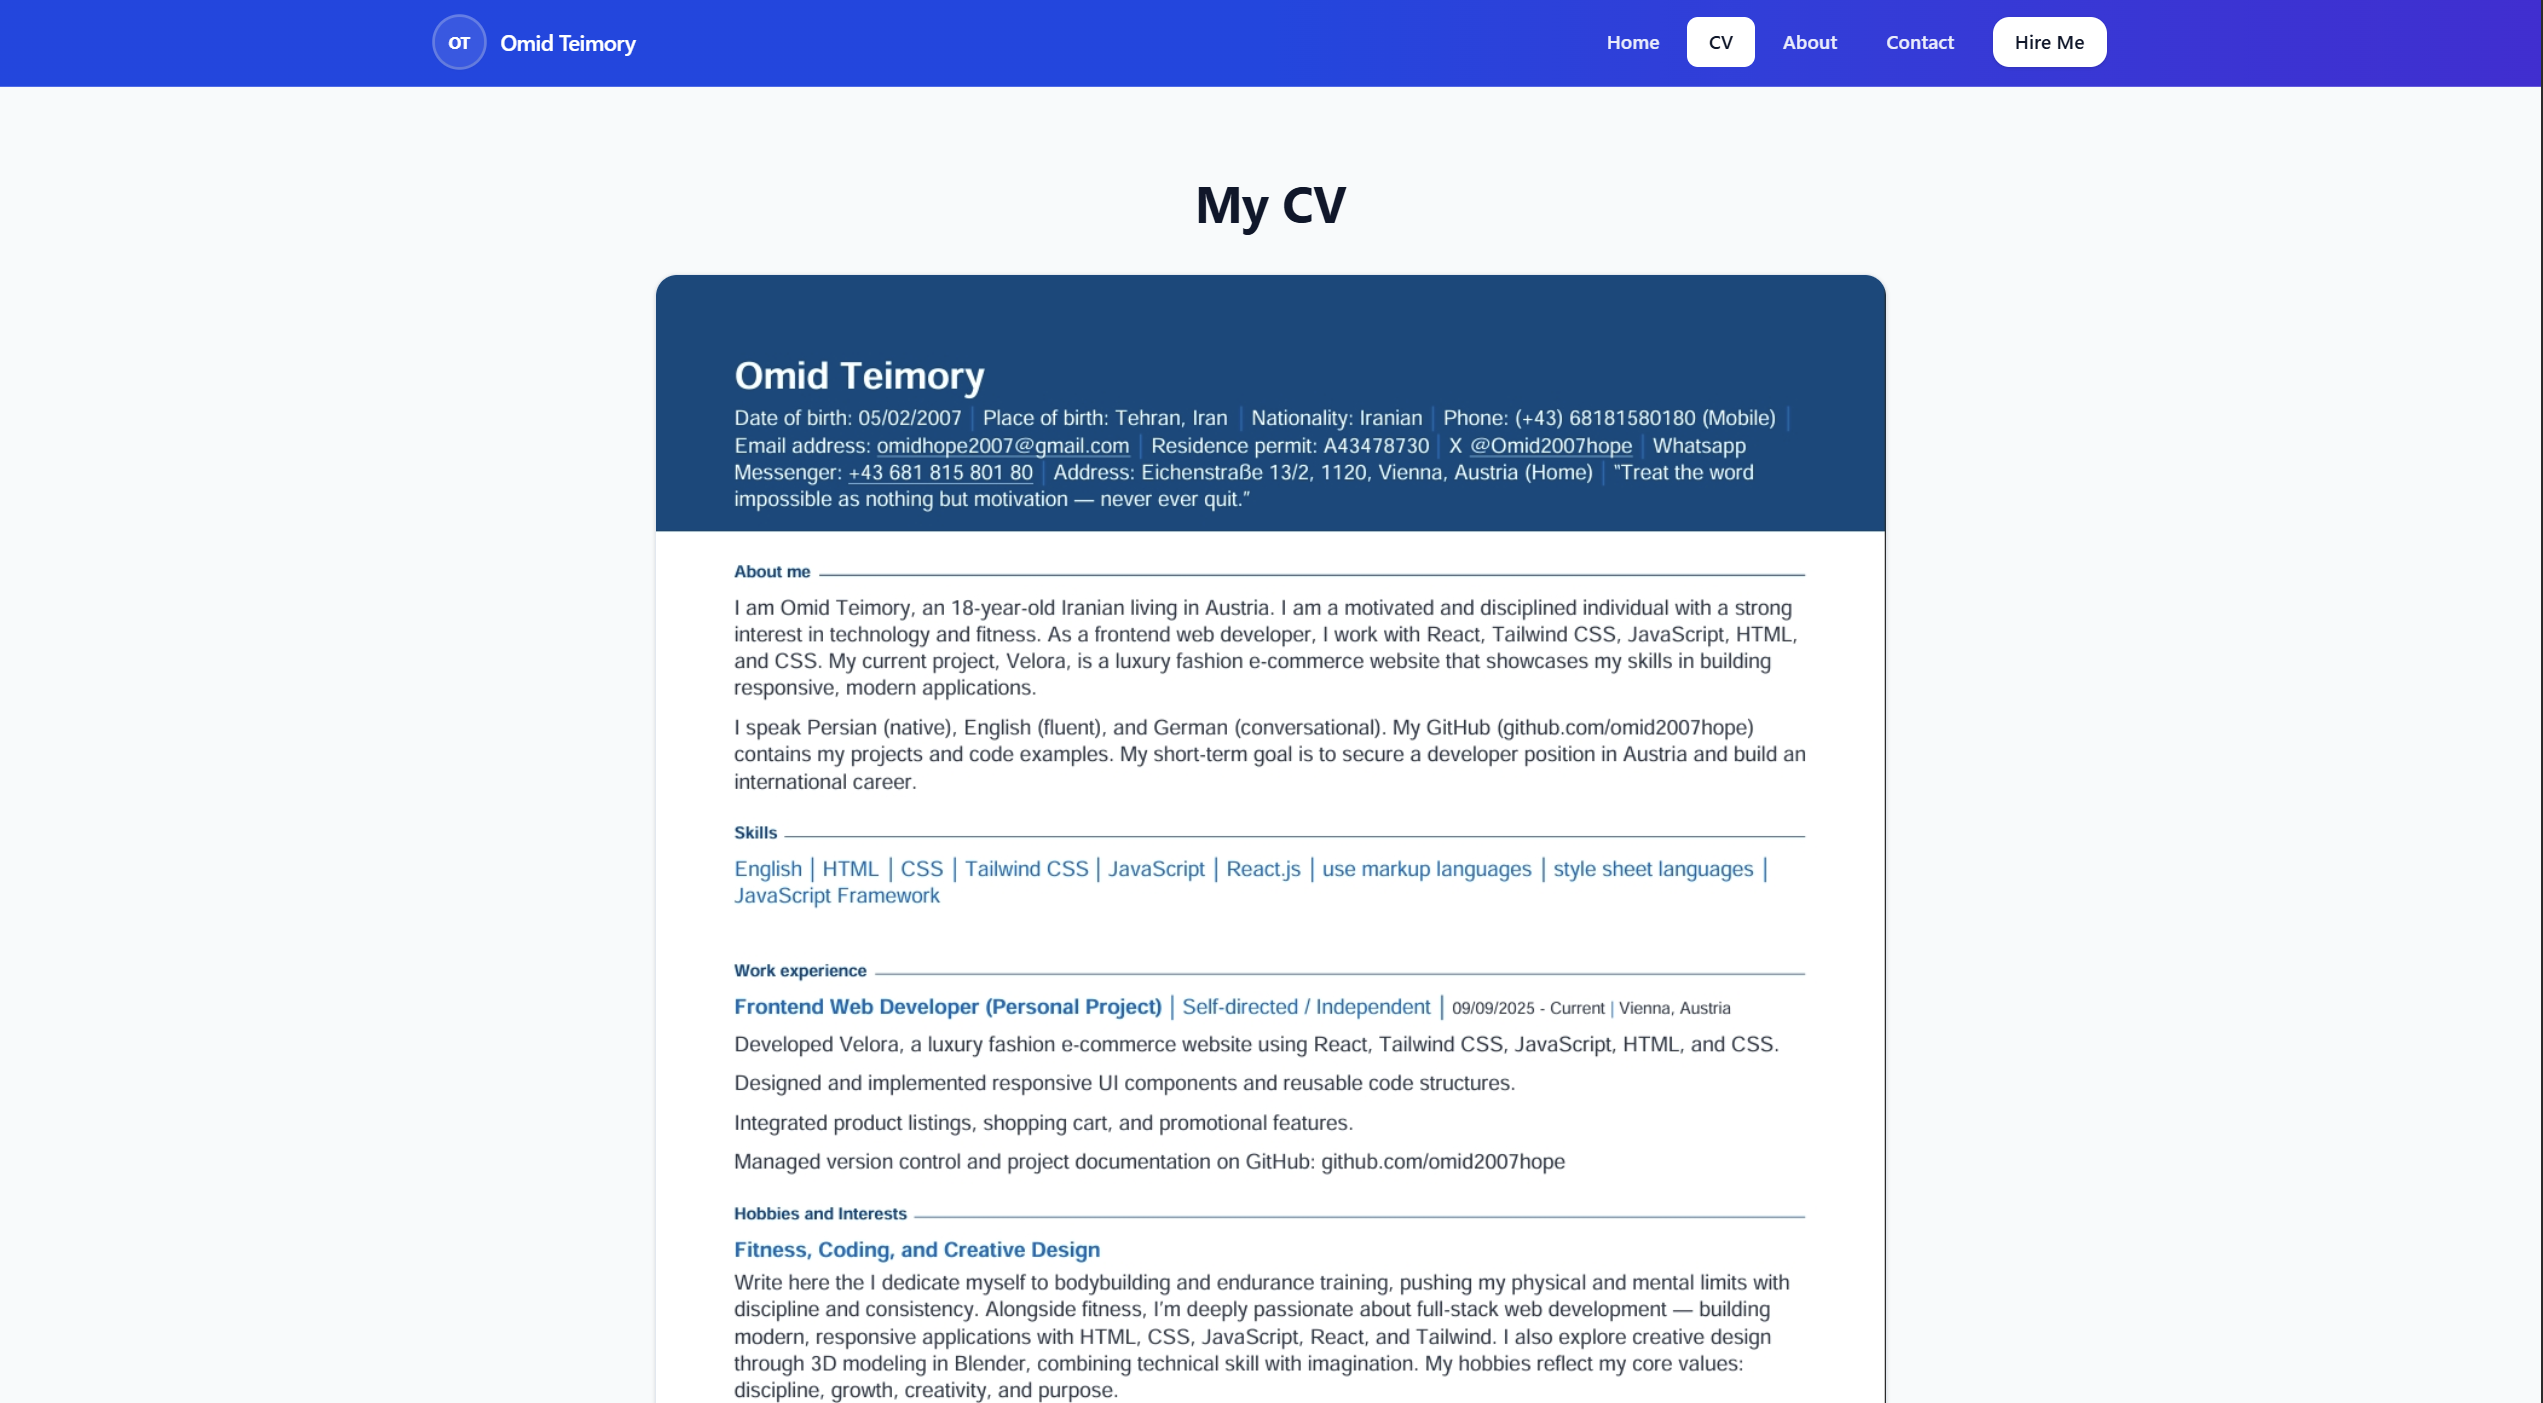 OT Omid Teimory Home CV About Contact Hire Me
My CV
Omid Teimory
Date of birth: 05/02/2007 | Place of birth: Tehran, Iran | Nationality: Iranian | Phone: (+43) 68181580180 (Mobile) |
Email address: omidhope2007@gmail.com | Residence permit: A43478730 | X @Omid2007hope | Whatsapp
Messenger: +43 681 815 801 80 | Address: Eichenstraße 13/2, 1120, Vienna, Austria (Home) | "Treat the word
impossible as nothing but motivation — never ever quit."
About me
I am Omid Teimory, an 18-year-old Iranian living in Austria. I am a motivated and disciplined individual with a strong
interest in technology and fitness. As a frontend web developer, I work with React, Tailwind CSS, JavaScript, HTML,
and CSS. My current project, Velora, is a luxury fashion e-commerce website that showcases my skills in building
responsive, modern applications.
I speak Persian (native), English (fluent), and German (conversational). My GitHub (github.com/omid2007hope)
contains my projects and code examples. My short-term goal is to secure a developer position in Austria and build an
international career.
Skills
English | HTML | CSS | Tailwind CSS | JavaScript | React.js | use markup languages | style sheet languages |
JavaScript Framework
Work experience
Frontend Web Developer (Personal Project) | Self-directed / Independent | 09/09/2025 - Current | Vienna, Austria
Developed Velora, a luxury fashion e-commerce website using React, Tailwind CSS, JavaScript, HTML, and CSS.
Designed and implemented responsive UI components and reusable code structures.
Integrated product listings, shopping cart, and promotional features.
Managed version control and project documentation on GitHub: github.com/omid2007hope
Hobbies and Interests
Fitness, Coding, and Creative Design
Write here the I dedicate myself to bodybuilding and endurance training, pushing my physical and mental limits with
discipline and consistency. Alongside fitness, I'm deeply passionate about full-stack web development — building
modern, responsive applications with HTML, CSS, JavaScript, React, and Tailwind. I also explore creative design
through 3D modeling in Blender, combining technical skill with imagination. My hobbies reflect my core values:
discipline, growth, creativity, and purpose.